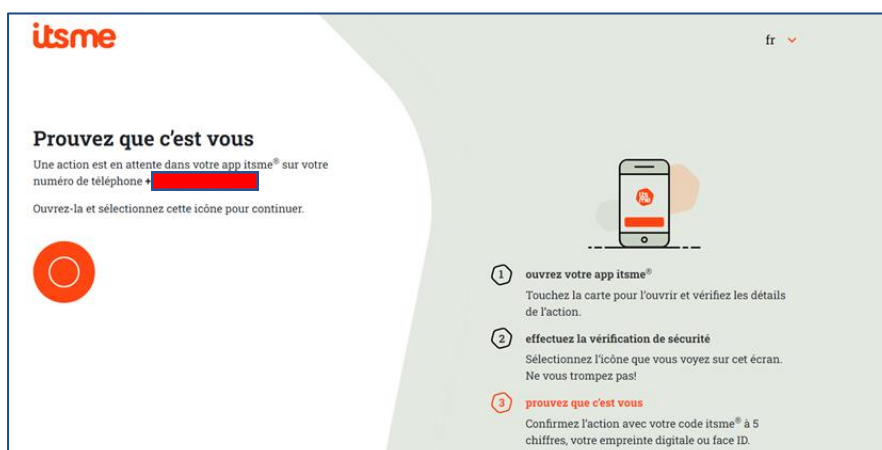 itsme
fr
Prouvez que c'est vous
Une action est en attente dans votre app itsme® sur votre
numéro de téléphone +
Ouvrez-la et sélectionnez cette icône pour continuer.
its
me
1 ouvrez votre app itsme®
Touchez la carte pour l'ouvrir et vérifiez les détails
de l'action.
2 effectuez la vérification de sécurité
Sélectionnez l'icône que vous voyez sur cet écran.
Ne vous trompez pas!
3 prouvez que c'est vous
Confirmez l'action avec votre code itsme® à 5
chiffres, votre empreinte digitale ou face ID.